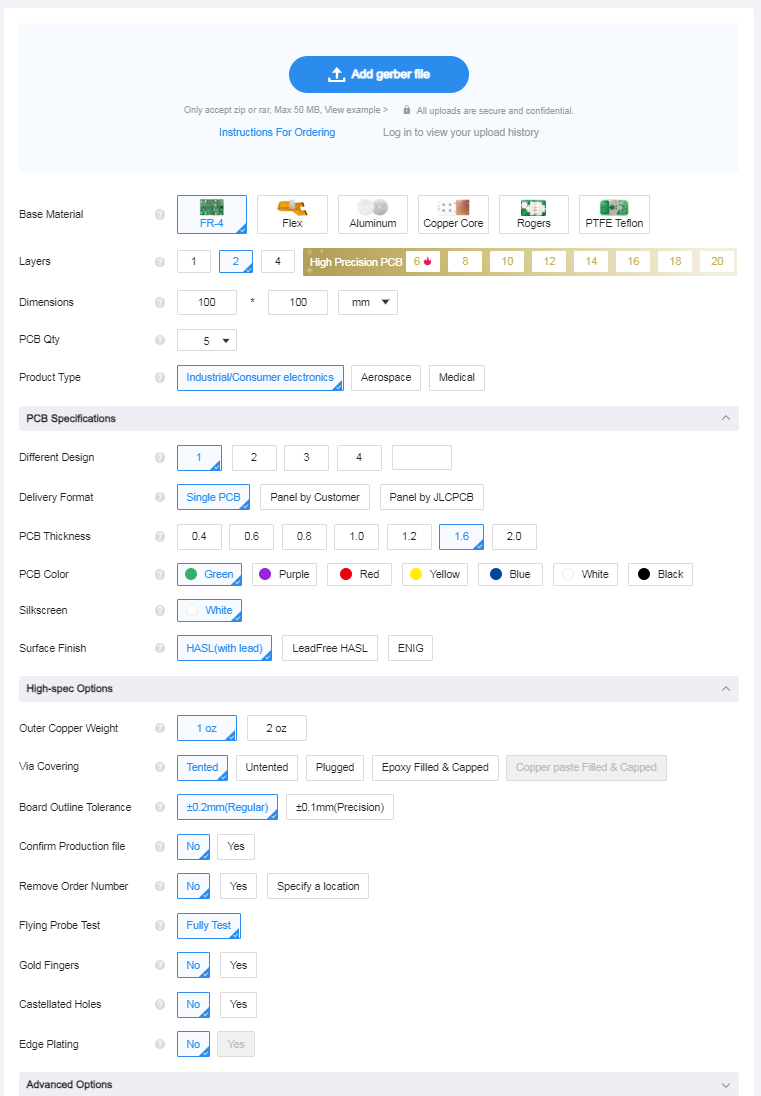 Add gerber file
Only accept zip or rar, Max 50 MB, View example > All uploads are secure and confidential.
Instructions For Ordering Log in to view your upload history
Base Material ? FR-4 Flex Aluminum Copper Core Rogers PTFE Teflon
Layers ? 1 2 4 High Precision PCB 6 8 10 12 14 16 18 20
Dimensions ? 100 * 100 mm
PCB Qty ? 5
Product Type ? Industrial/Consumer electronics Aerospace Medical
PCB Specifications
Different Design ? 1 2 3 4
Delivery Format ? Single PCB Panel by Customer Panel by JLCPCB
PCB Thickness ? 0.4 0.6 0.8 1.0 1.2 1.6 2.0
PCB Color ? Green Purple Red Yellow Blue White Black
Silkscreen ? White
Surface Finish ? HASL(with lead) LeadFree HASL ENIG
High-spec Options
Outer Copper Weight ? 1 oz 2 oz
Via Covering ? Tented Untented Plugged Epoxy Filled & Capped Copper paste Filled & Capped
Board Outline Tolerance ? ±0.2mm(Regular) ±0.1mm(Precision)
Confirm Production file ? No Yes
Remove Order Number ? No Yes Specify a location
Flying Probe Test ? Fully Test
Gold Fingers ? No Yes
Castellated Holes ? No Yes
Edge Plating ? No Yes
Advanced Options